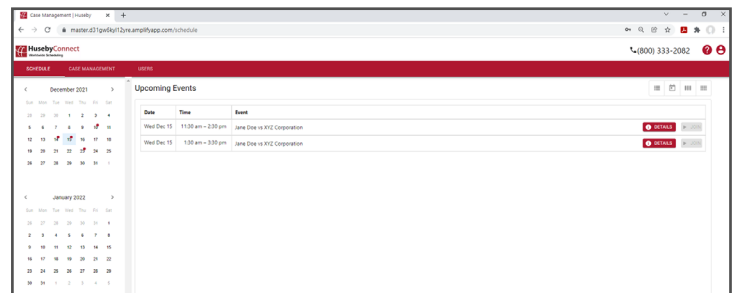 Case Management | Huseby
master.d31gw6kyl12yre.amplifyapp.com/schedule
HusebyConnect
Worldwide Scheduling
(800) 333-2082
SCHEDULE CASE MANAGEMENT USERS
December 2021
Upcoming Events
Sun Mon Tue Wed Thu Fri Sat
28 29 30 1 2 3 4
5 6 7 8 9 10 11
12 13 14 15 16 17 18
19 20 21 22 23 24 25
26 27 28 29 30 31 1
Date Time Event
Wed Dec 15 11:30 am – 2:30 pm Jane Doe vs XYZ Corporation DETAILS JOIN
Wed Dec 15 1:30 am – 3:30 pm Jane Doe vs XYZ Corporation DETAILS JOIN
January 2022
Sun Mon Tue Wed Thu Fri Sat
26 27 28 29 30 31 1
2 3 4 5 6 7 8
9 10 11 12 13 14 15
16 17 18 19 20 21 22
23 24 25 26 27 28 29
30 31 1 2 3 4 5